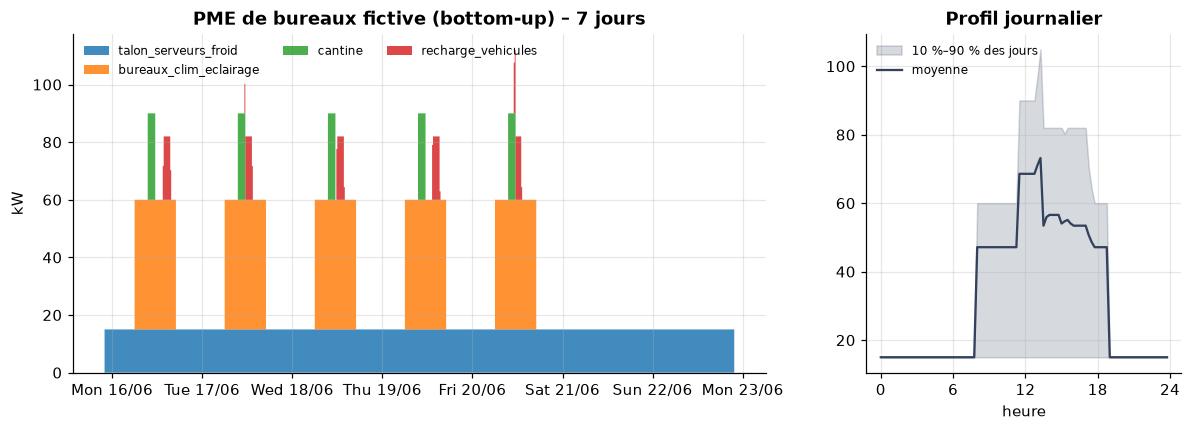 PME de bureaux fictive (bottom-up) – 7 jours
talon_serveurs_froid
bureaux_clim_eclairage
cantine
recharge_vehicules
kW
100
80
60
40
20
0
Mon 16/06 Tue 17/06 Wed 18/06 Thu 19/06 Fri 20/06 Sat 21/06 Sun 22/06 Mon 23/06
Profil journalier
10 %–90 % des jours
moyenne
100
80
60
40
20
0 6 12 18 24
heure